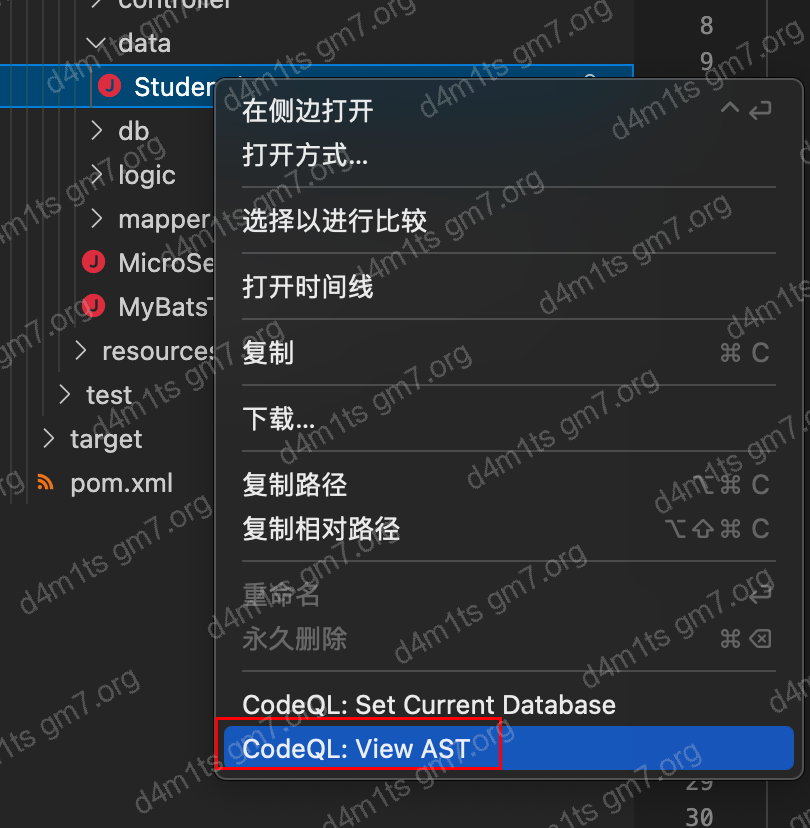 controller
data
Studen
db
logic
mapper
MicroSe
MyBats
resources
test
target
pom.xml
8
9
在侧边打开 ^ ↩
打开方式...
选择以进行比较
打开时间线
复制 ⌘ C
下载...
复制路径 ⌥ ⌘ C
复制相对路径 ⌥ ⇧ ⌘ C
重命名 ↩
永久删除 ⌘ ⌫
CodeQL: Set Current Database
CodeQL: View AST
29
30
d4m1ts gm7.org